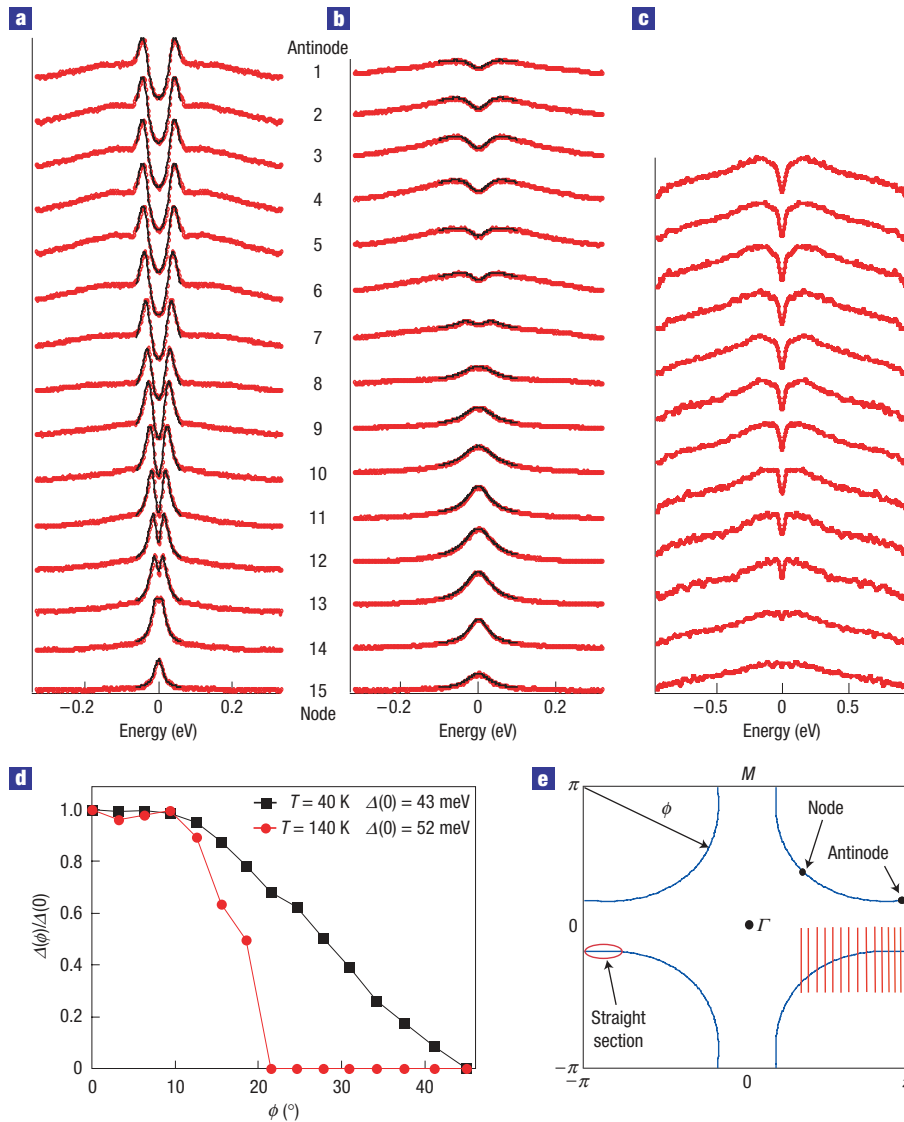 a
b
c
Antinode
1
2
3
4
5
6
7
8
9
10
11
12
13
14
15
Node
−0.2 0 0.2
Energy (eV)
−0.2 0 0.2
Energy (eV)
−0.5 0 0.5
Energy (eV)
d
1.0
0.8
0.6
0.4
0.2
0
Δ(ϕ)/Δ(0)
T = 40 K Δ(0) = 43 meV
T = 140 K Δ(0) = 52 meV
0 10 20 30 40
ϕ (°)
e
M
π
ϕ
Node
Antinode
0
Γ
Straight
section
−π
−π 0